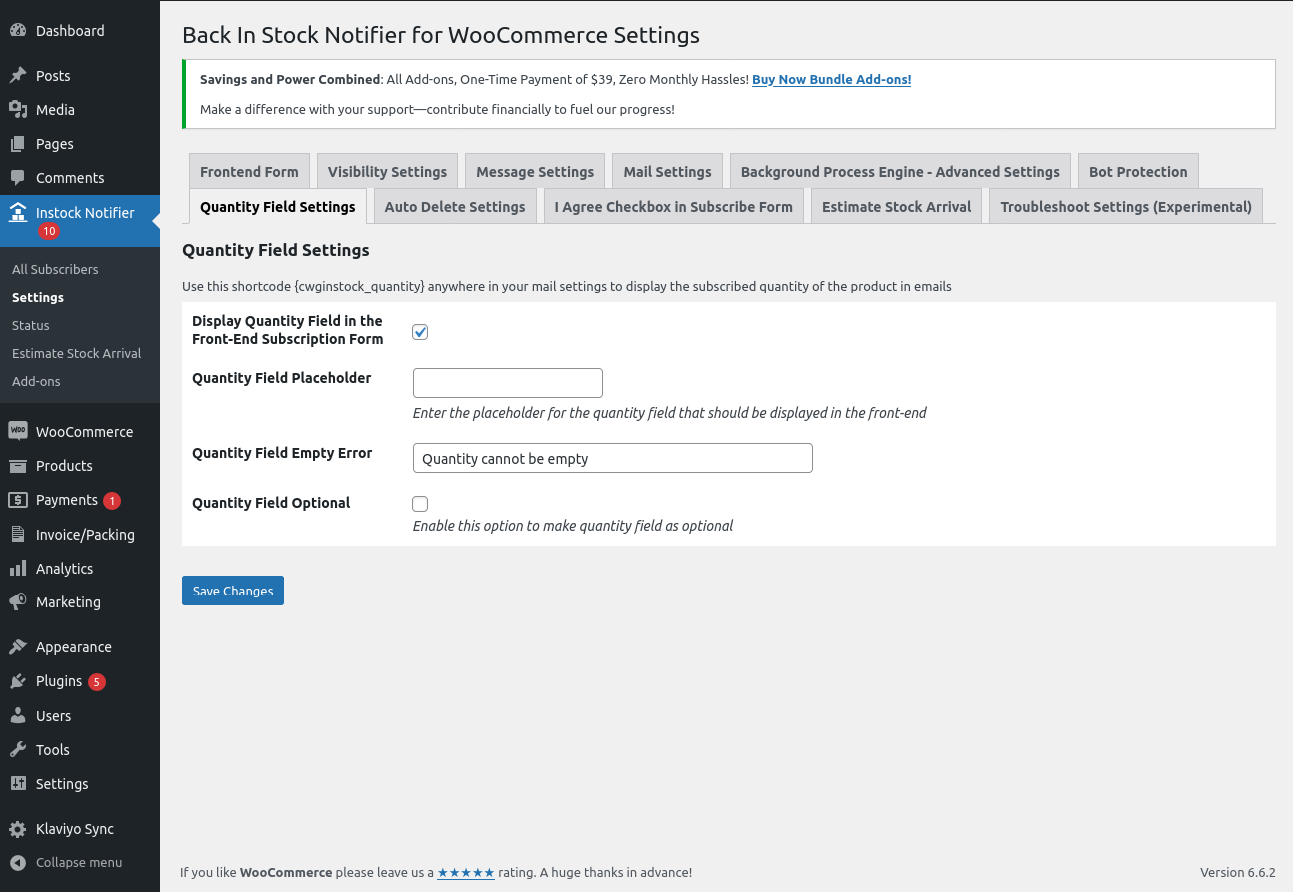 Dashboard
Posts
Media
Pages
Comments
Instock Notifier
10
All Subscribers
Settings
Status
Estimate Stock Arrival
Add-ons
WooCommerce
Products
Payments 1
Invoice/Packing
Analytics
Marketing
Appearance
Plugins 5
Users
Tools
Settings
Klaviyo Sync
Collapse menu
Back In Stock Notifier for WooCommerce Settings
Savings and Power Combined: All Add-ons, One-Time Payment of $39, Zero Monthly Hassles! Buy Now Bundle Add-ons!
Make a difference with your support—contribute financially to fuel our progress!
Frontend Form Visibility Settings Message Settings Mail Settings Background Process Engine - Advanced Settings Bot Protection
Quantity Field Settings Auto Delete Settings I Agree Checkbox in Subscribe Form Estimate Stock Arrival Troubleshoot Settings (Experimental)
Quantity Field Settings
Use this shortcode {cwginstock_quantity} anywhere in your mail settings to display the subscribed quantity of the product in emails
Display Quantity Field in the
Front-End Subscription Form
Quantity Field Placeholder
Enter the placeholder for the quantity field that should be displayed in the front-end
Quantity Field Empty Error
Quantity cannot be empty
Quantity Field Optional
Enable this option to make quantity field as optional
Save Changes
If you like WooCommerce please leave us a ★★★★★ rating. A huge thanks in advance!
Version 6.6.2